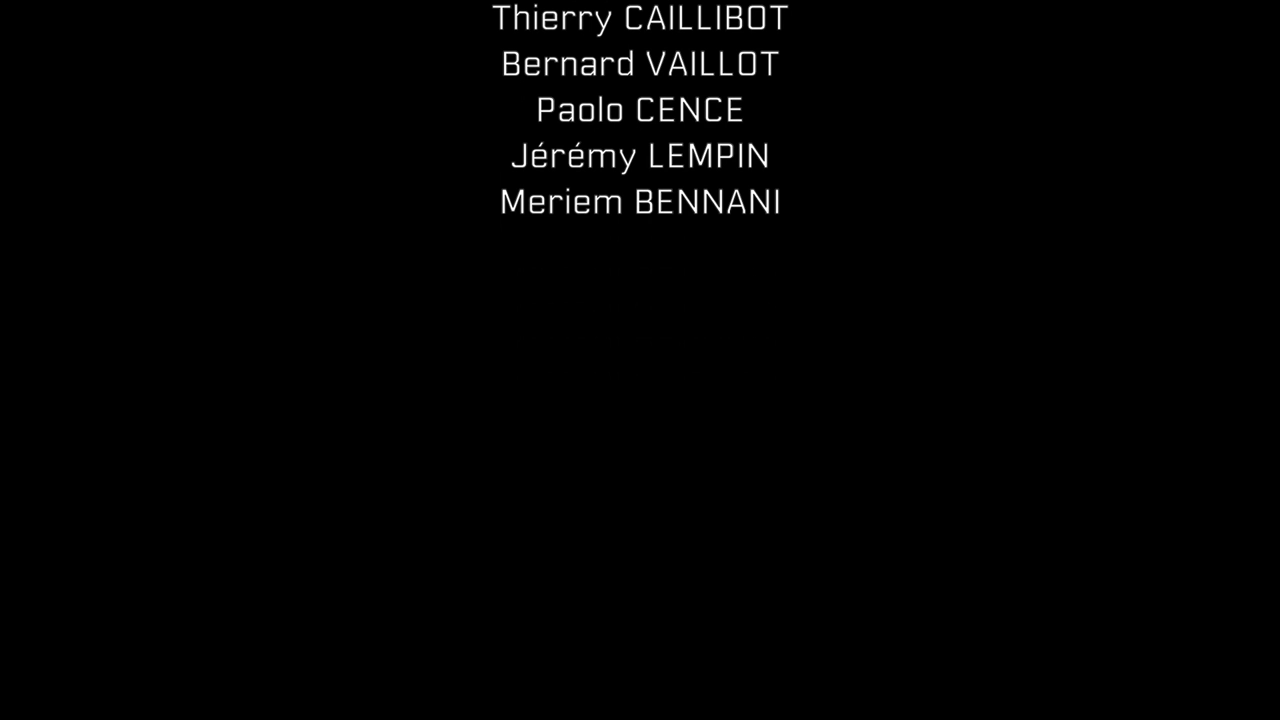 Thierry CAILLIBOT
Bernard VAILLOT
Paolo CENCE
Jérémy LEMPIN
Meriem BENNANI